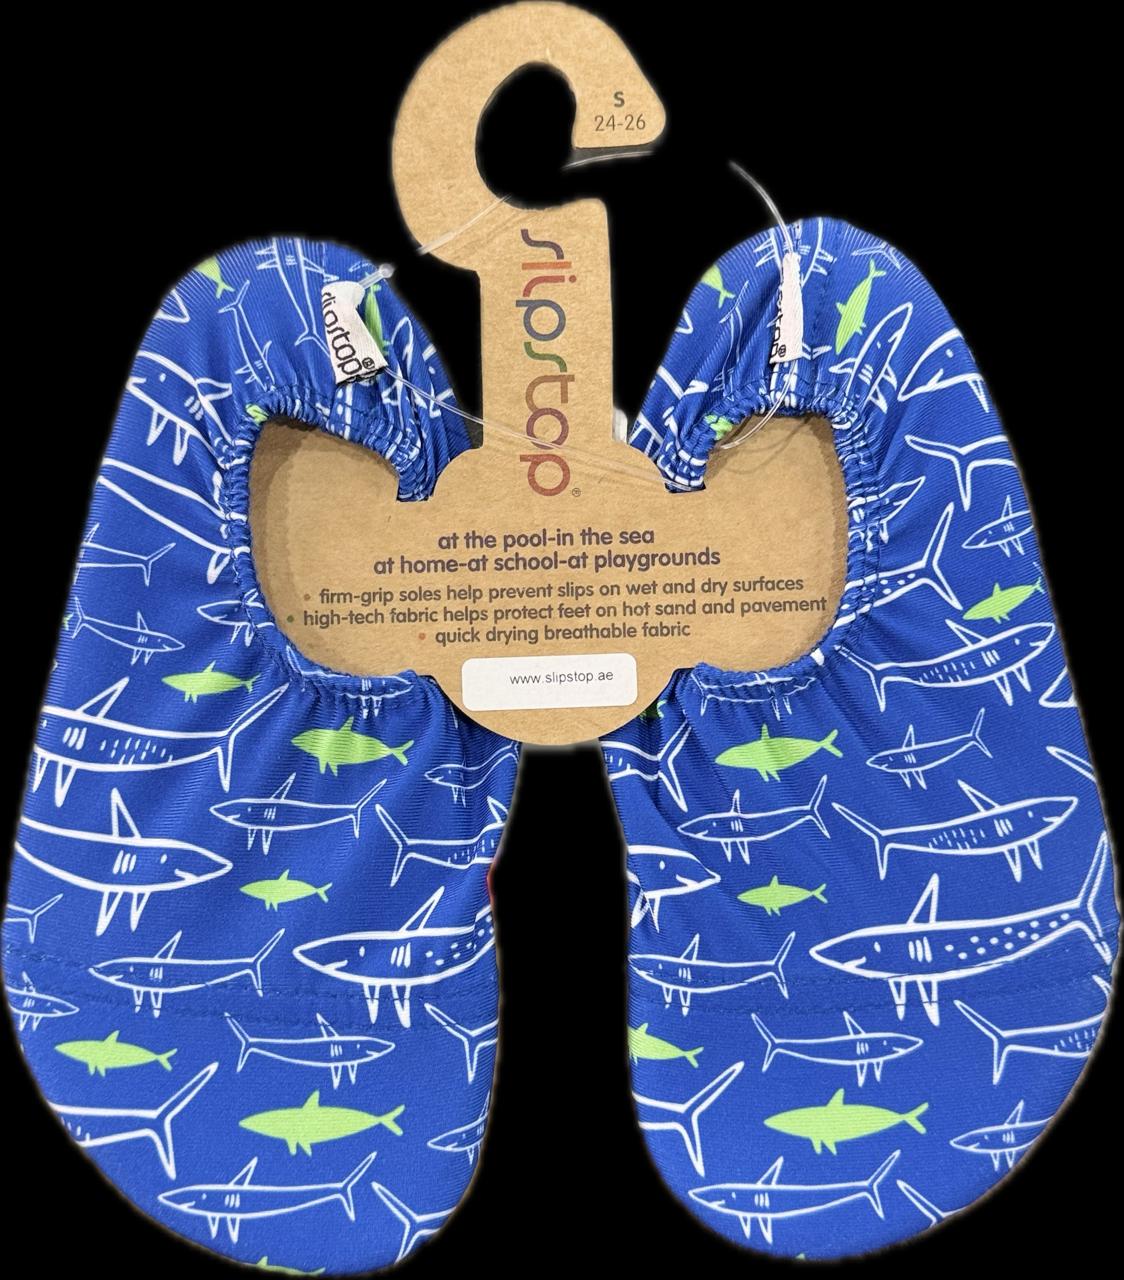 S
24-26
slipstop®
slipstop®
at the pool-in the sea
at home-at school-at playgrounds
• firm-grip soles help prevent slips on wet and dry surfaces
• high-tech fabric helps protect feet on hot sand and pavement
• quick drying breathable fabric
www.slipstop.ae